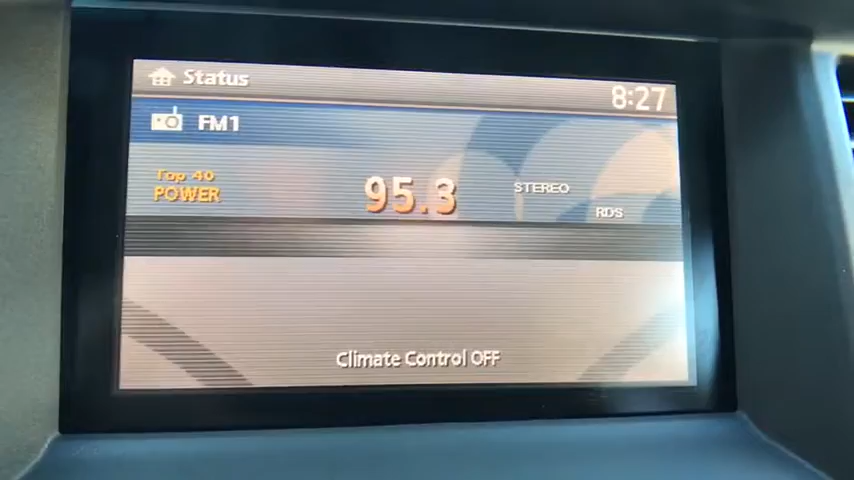 Status
8:27
FM1
Top 40
POWER
95.3
STEREO
RDS
Climate Control OFF